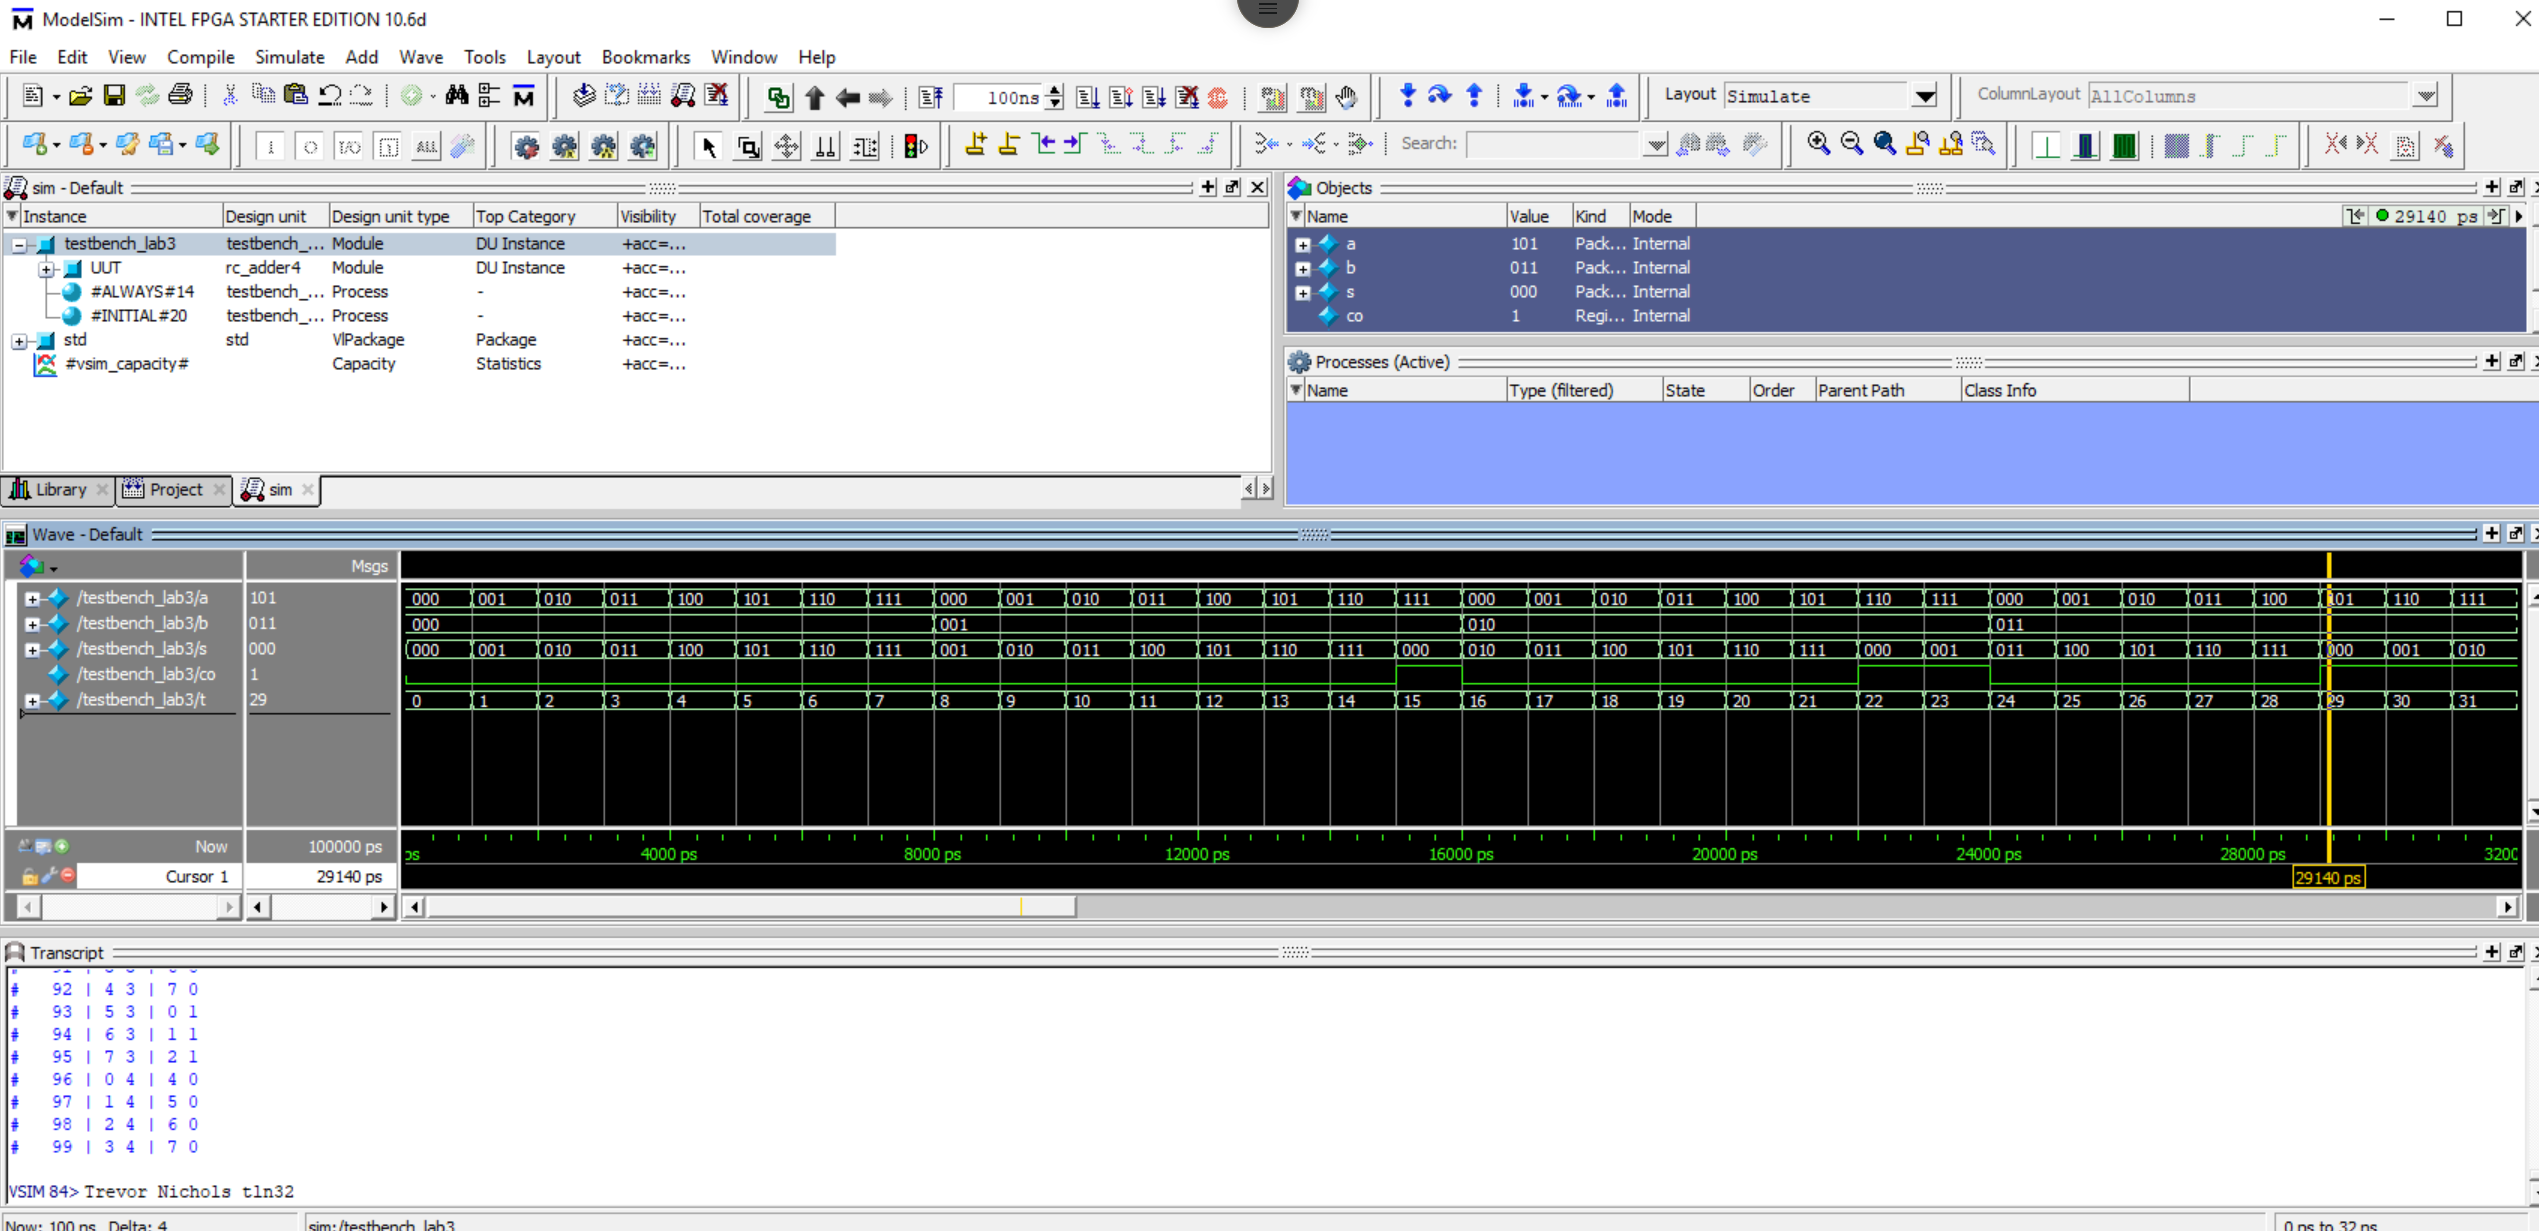 ModelSim - INTEL FPGA STARTER EDITION 10.6d
File Edit View Compile Simulate Add Wave Tools Layout Bookmarks Window Help
100ns Layout Simulate ColumnLayout AllColumns
Search:
sim - Default
Instance Design unit Design unit type Top Category Visibility Total coverage
testbench_lab3 testbench_... Module DU Instance +acc=...
UUT rc_adder4 Module DU Instance +acc=...
#ALWAYS#14 testbench_... Process - +acc=...
#INITIAL#20 testbench_... Process - +acc=...
std std VlPackage Package +acc=...
#vsim_capacity# Capacity Statistics +acc=...
Library Project sim
Objects
Name Value Kind Mode 29140 ps
a 101 Pack... Internal
b 011 Pack... Internal
s 000 Pack... Internal
co 1 Regi... Internal
Processes (Active)
Name Type (filtered) State Order Parent Path Class Info
Wave - Default
Msgs
/testbench_lab3/a 101 000 001 010 011 100 101 110 111 000 001 010 011 100 101 110 111 000 001 010 011 100 101 110 111 000 001 010 011 100 101 110 111
/testbench_lab3/b 011 000 001 010 011
/testbench_lab3/s 000 000 001 010 011 100 101 110 111 001 010 011 100 101 110 111 000 010 011 100 101 110 111 000 001 011 100 101 110 111 000 001 010
/testbench_lab3/co 1
/testbench_lab3/t 29 0 1 2 3 4 5 6 7 8 9 10 11 12 13 14 15 16 17 18 19 20 21 22 23 24 25 26 27 28 29 30 31
Now 100000 ps ps 4000 ps 8000 ps 12000 ps 16000 ps 20000 ps 24000 ps 28000 ps 3200
Cursor 1 29140 ps 29140 ps
Transcript
# 92 | 4 3 | 7 0
# 93 | 5 3 | 0 1
# 94 | 6 3 | 1 1
# 95 | 7 3 | 2 1
# 96 | 0 4 | 4 0
# 97 | 1 4 | 5 0
# 98 | 2 4 | 6 0
# 99 | 3 4 | 7 0
VSIM 84> Trevor Nichols tln32
Now: 100 ns Delta: 4 sim:/testbench_lab3 0 ps to 32 ns